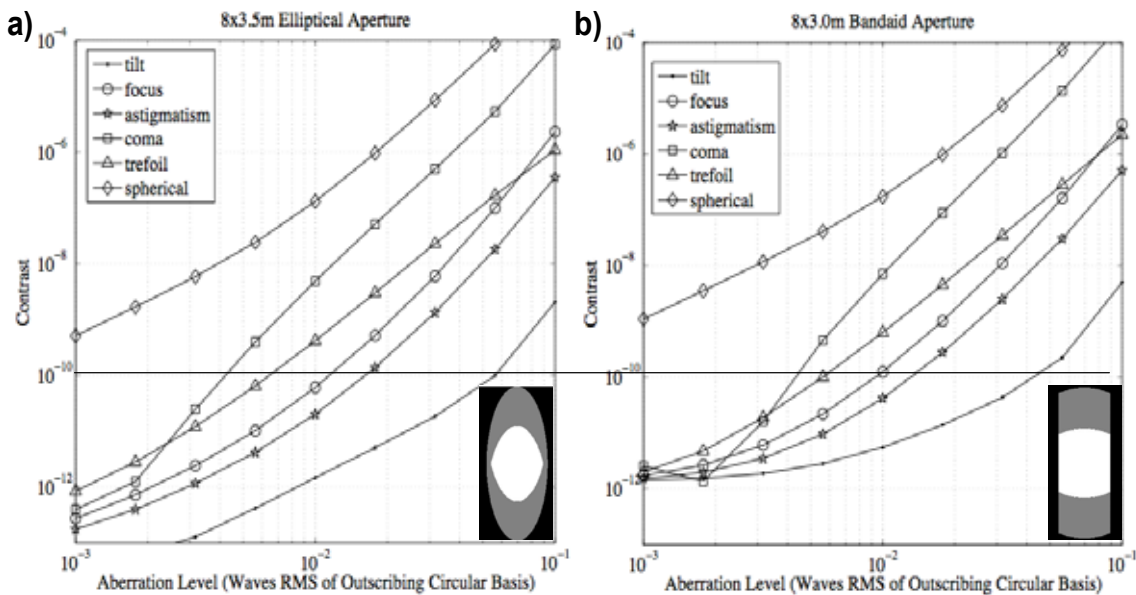 a)
8x3.5m Elliptical Aperture
10⁻⁴
10⁻⁶
10⁻⁸
10⁻¹⁰
10⁻¹²
Contrast
tilt
focus
astigmatism
coma
trefoil
spherical
10⁻³
10⁻²
10⁻¹
Aberration Level (Waves RMS of Outscribing Circular Basis)
b)
8x3.0m Bandaid Aperture
10⁻⁴
10⁻⁶
10⁻⁸
10⁻¹⁰
10⁻¹²
Contrast
tilt
focus
astigmatism
coma
trefoil
spherical
10⁻³
10⁻²
10⁻¹
Aberration Level (Waves RMS of Outscribing Circular Basis)